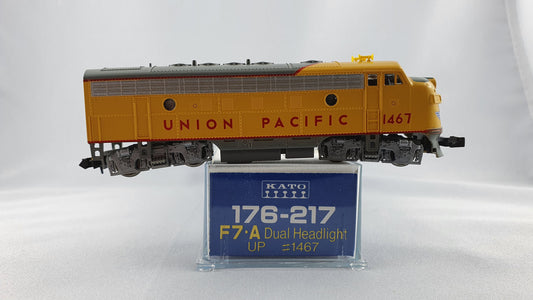 UNION PACIFIC 1467
KATO
176-217
F7·A Dual Headlight
UP #1467